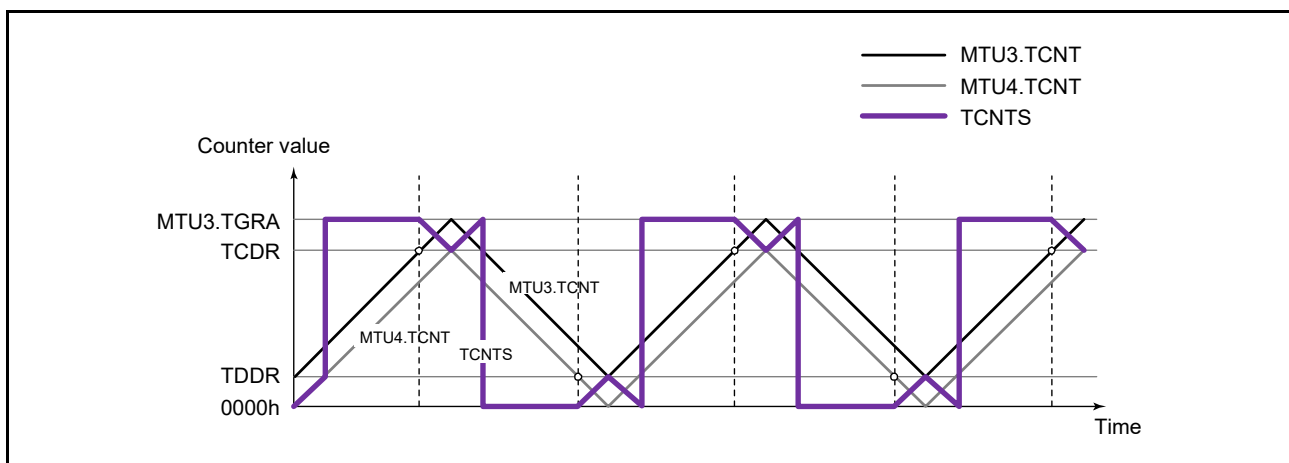 MTU3.TCNT
MTU4.TCNT
TCNTS
Counter value
MTU3.TGRA
TCDR
MTU3.TCNT
MTU4.TCNT
TCNTS
TDDR
0000h
Time